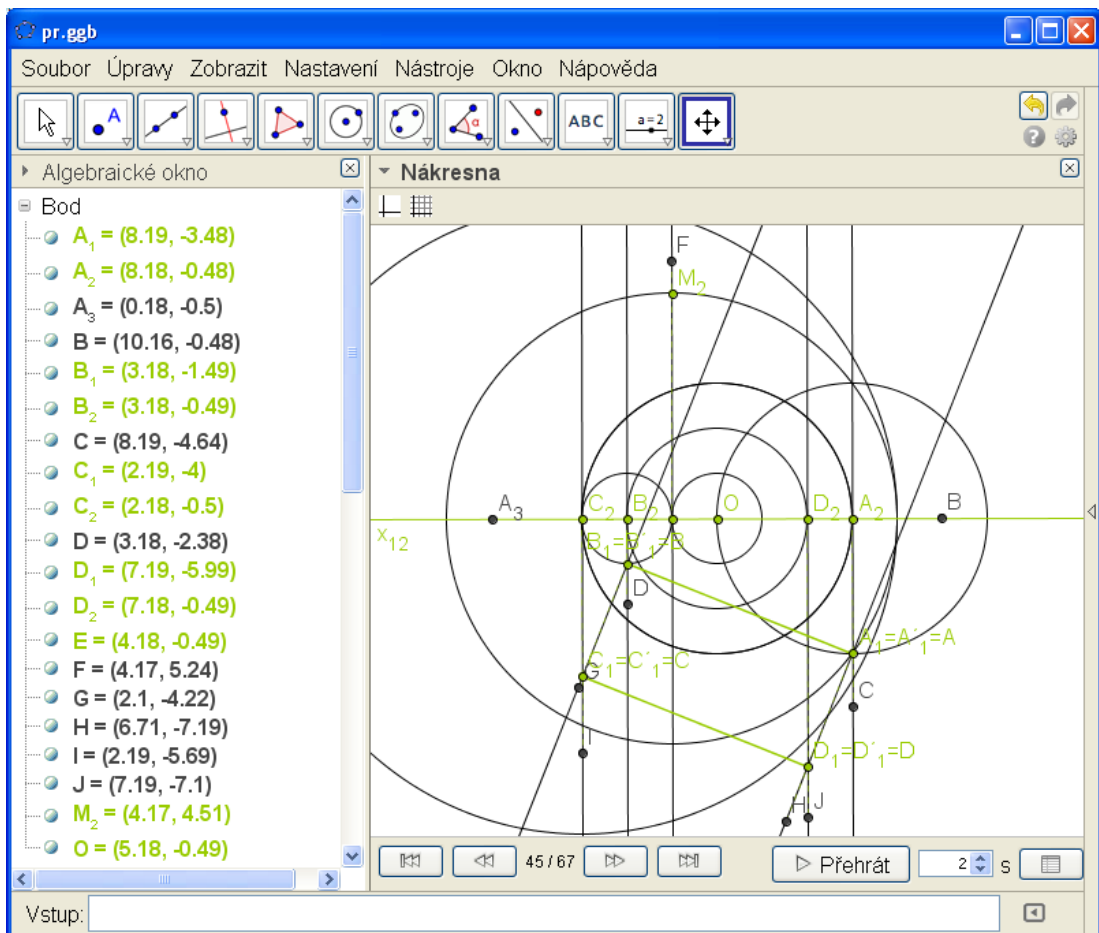 pr.ggb
Soubor Úpravy Zobrazit Nastavení Nástroje Okno Nápověda
A α ABC a=2
Algebraické okno
Nákresna
Bod
A₁ = (8.19, -3.48)
A₂ = (8.18, -0.48)
A₃ = (0.18, -0.5)
B = (10.16, -0.48)
B₁ = (3.18, -1.49)
B₂ = (3.18, -0.49)
C = (8.19, -4.64)
C₁ = (2.19, -4)
C₂ = (2.18, -0.5)
D = (3.18, -2.38)
D₁ = (7.19, -5.99)
D₂ = (7.18, -0.49)
E = (4.18, -0.49)
F = (4.17, 5.24)
G = (2.1, -4.22)
H = (6.71, -7.19)
I = (2.19, -5.69)
J = (7.19, -7.1)
M₂ = (4.17, 4.51)
O = (5.18, -0.49)
F
M₂
A₃ C₂ B₂ O D₂ A₂ B
x₁₂
B₁=B´₁=B
D
A₁=A´₁=A
C₁=C´₁=C
G
C
I
D₁=D´₁=D
H J
45 / 67 Přehrát 2 s
Vstup: